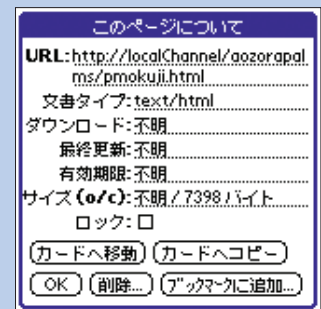 このページについて
URL:http://localChannel/aozorapal
ms/pmokuji.html
文書タイプ:text/html
ダウンロード:不明
最終更新:不明
有効期限:不明
サイズ(o/c):不明 / 7398 バイト
ロック:
カードへ移動 カードへコピー
OK 削除... ブックマークに追加...